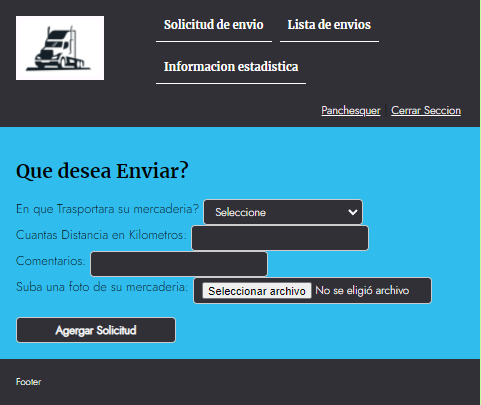 Solicitud de envio Lista de envios
Informacion estadistica
Panchesquer | Cerrar Seccion
Que desea Enviar?
En que Trasportara su mercaderia? Seleccione
Cuantas Distancia en Kilometros:
Comentarios:
Suba una foto de su mercaderia: Seleccionar archivo No se eligió archivo
Agergar Solicitud
Footer